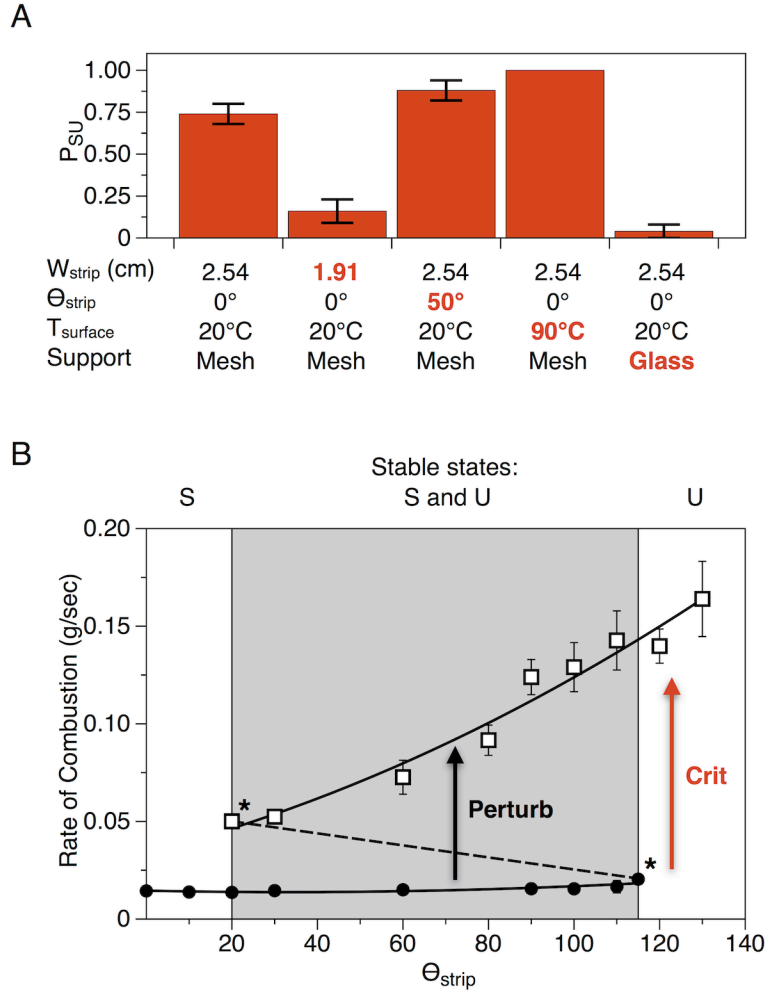 A
1.00
0.75
0.50
0.25
0
PSU
Wstrip (cm) 2.54 1.91 2.54 2.54 2.54
Θstrip 0° 0° 50° 0° 0°
Tsurface 20°C 20°C 20°C 90°C 20°C
Support Mesh Mesh Mesh Mesh Glass
B
Stable states:
S S and U U
0.20
0.15
0.10
0.05
0
Rate of Combustion (g/sec)
*
Perturb
Crit
*
20 40 60 80 100 120 140
Θstrip